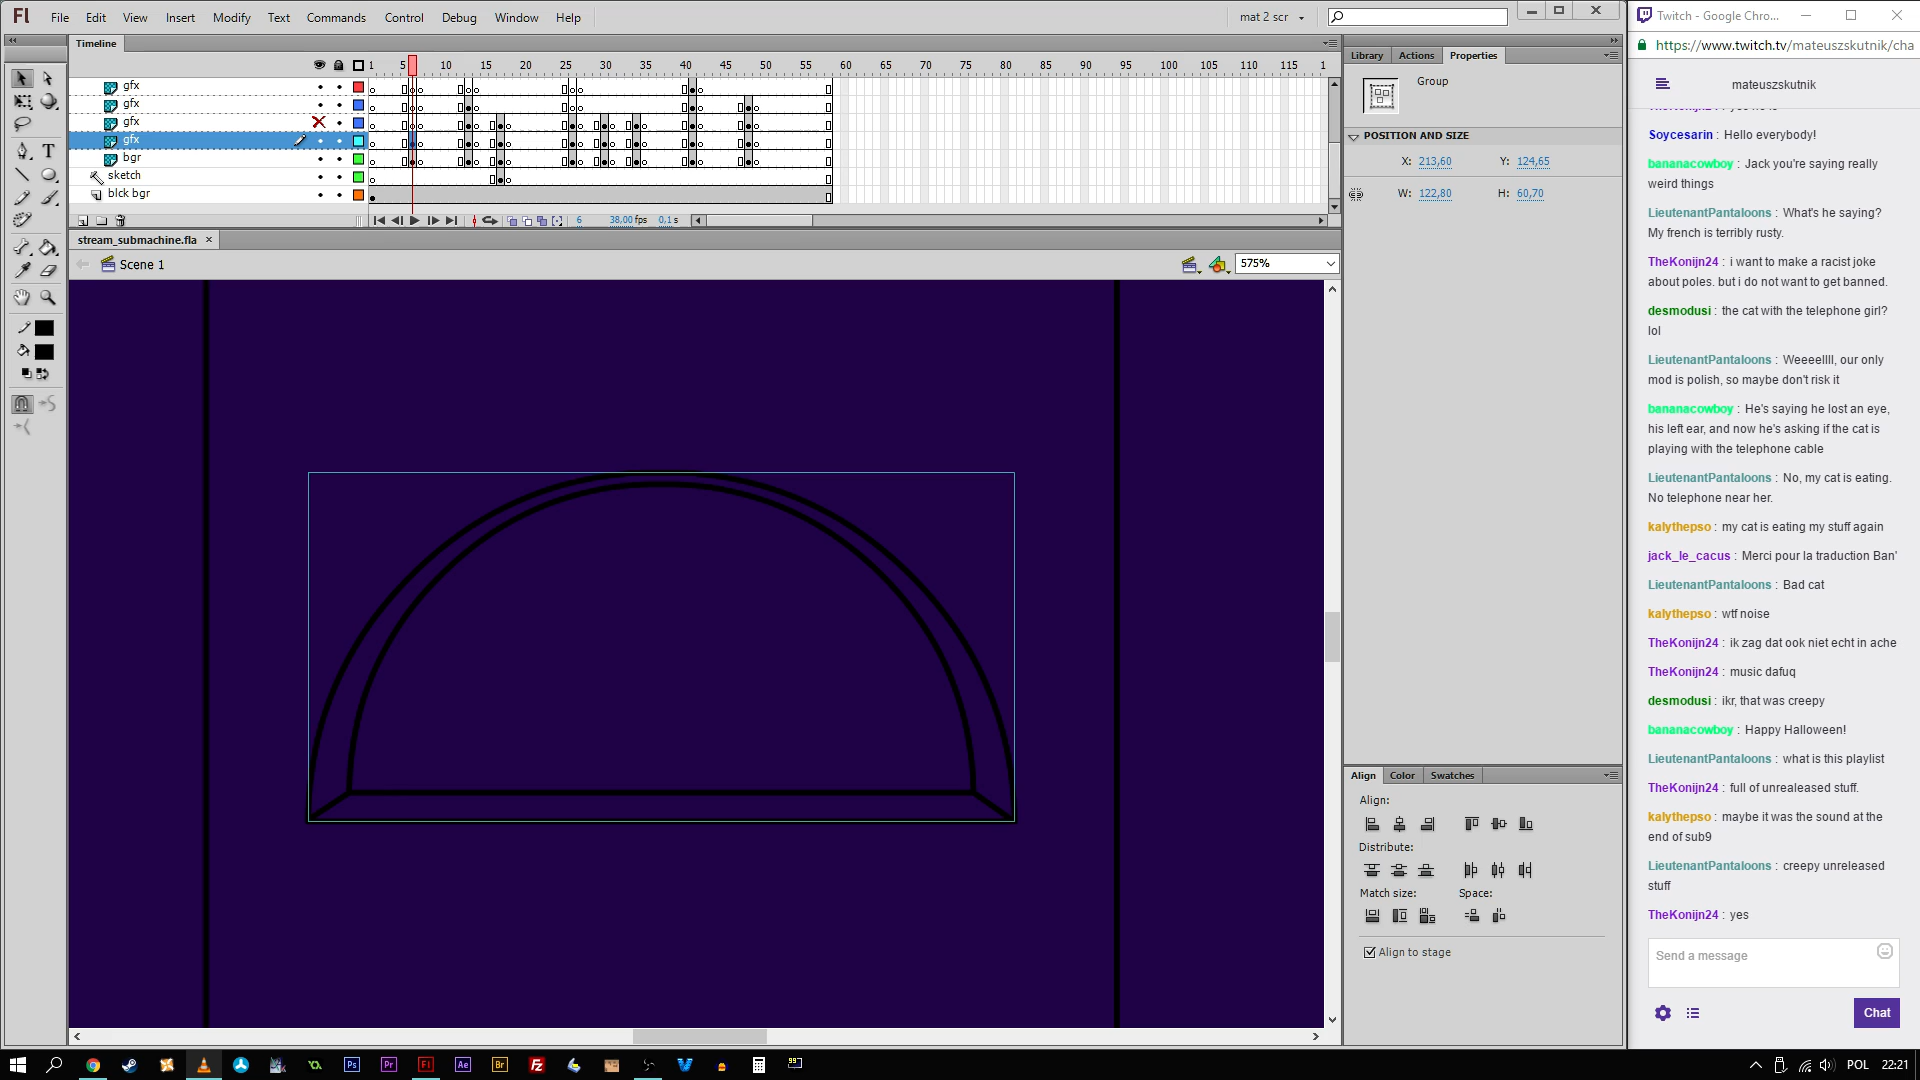 Fl File Edit View Insert Modify Text Commands Control Debug Window Help mat 2 scr
Timeline
1 5 10 15 20 25 30 35 40 45 50 55 60 65 70 75 80 85 90 95 100 105 110 115 1
gfx
gfx
gfx
gfx
bgr
sketch
blck bgr
6 38,00 fps 0,1 s
stream_submachine.fla ×
Scene 1
575%
Library Actions Properties
Group
POSITION AND SIZE
X: 213,60 Y: 124,65
W: 122,80 H: 60,70
Align Color Swatches
Align:
Distribute:
Match size: Space:
Align to stage
Twitch - Google Chro...
https://www.twitch.tv/mateuszskutnik/cha
mateuszskutnik
Soycesarin : Hello everybody!
bananacowboy : Jack you're saying really
weird things
LieutenantPantaloons : What's he saying?
My french is terribly rusty.
TheKonijn24 : i want to make a racist joke
about poles. but i do not want to get banned.
desmodusi : the cat with the telephone girl?
lol
LieutenantPantaloons : Weeeellll, our only
mod is polish, so maybe don't risk it
bananacowboy : He's saying he lost an eye,
his left ear, and now he's asking if the cat is
playing with the telephone cable
LieutenantPantaloons : No, my cat is eating.
No telephone near her.
kalythepso : my cat is eating my stuff again
jack_le_cacus : Merci pour la traduction Ban'
LieutenantPantaloons : Bad cat
kalythepso : wtf noise
TheKonijn24 : ik zag dat ook niet echt in ache
TheKonijn24 : music dafuq
desmodusi : ikr, that was creepy
bananacowboy : Happy Halloween!
LieutenantPantaloons : what is this playlist
TheKonijn24 : full of unrealeased stuff.
kalythepso : maybe it was the sound at the
end of sub9
LieutenantPantaloons : creepy unreleased
stuff
TheKonijn24 : yes
Send a message
Chat
Ps Pr Fl Ae Br Fz POL 22:21